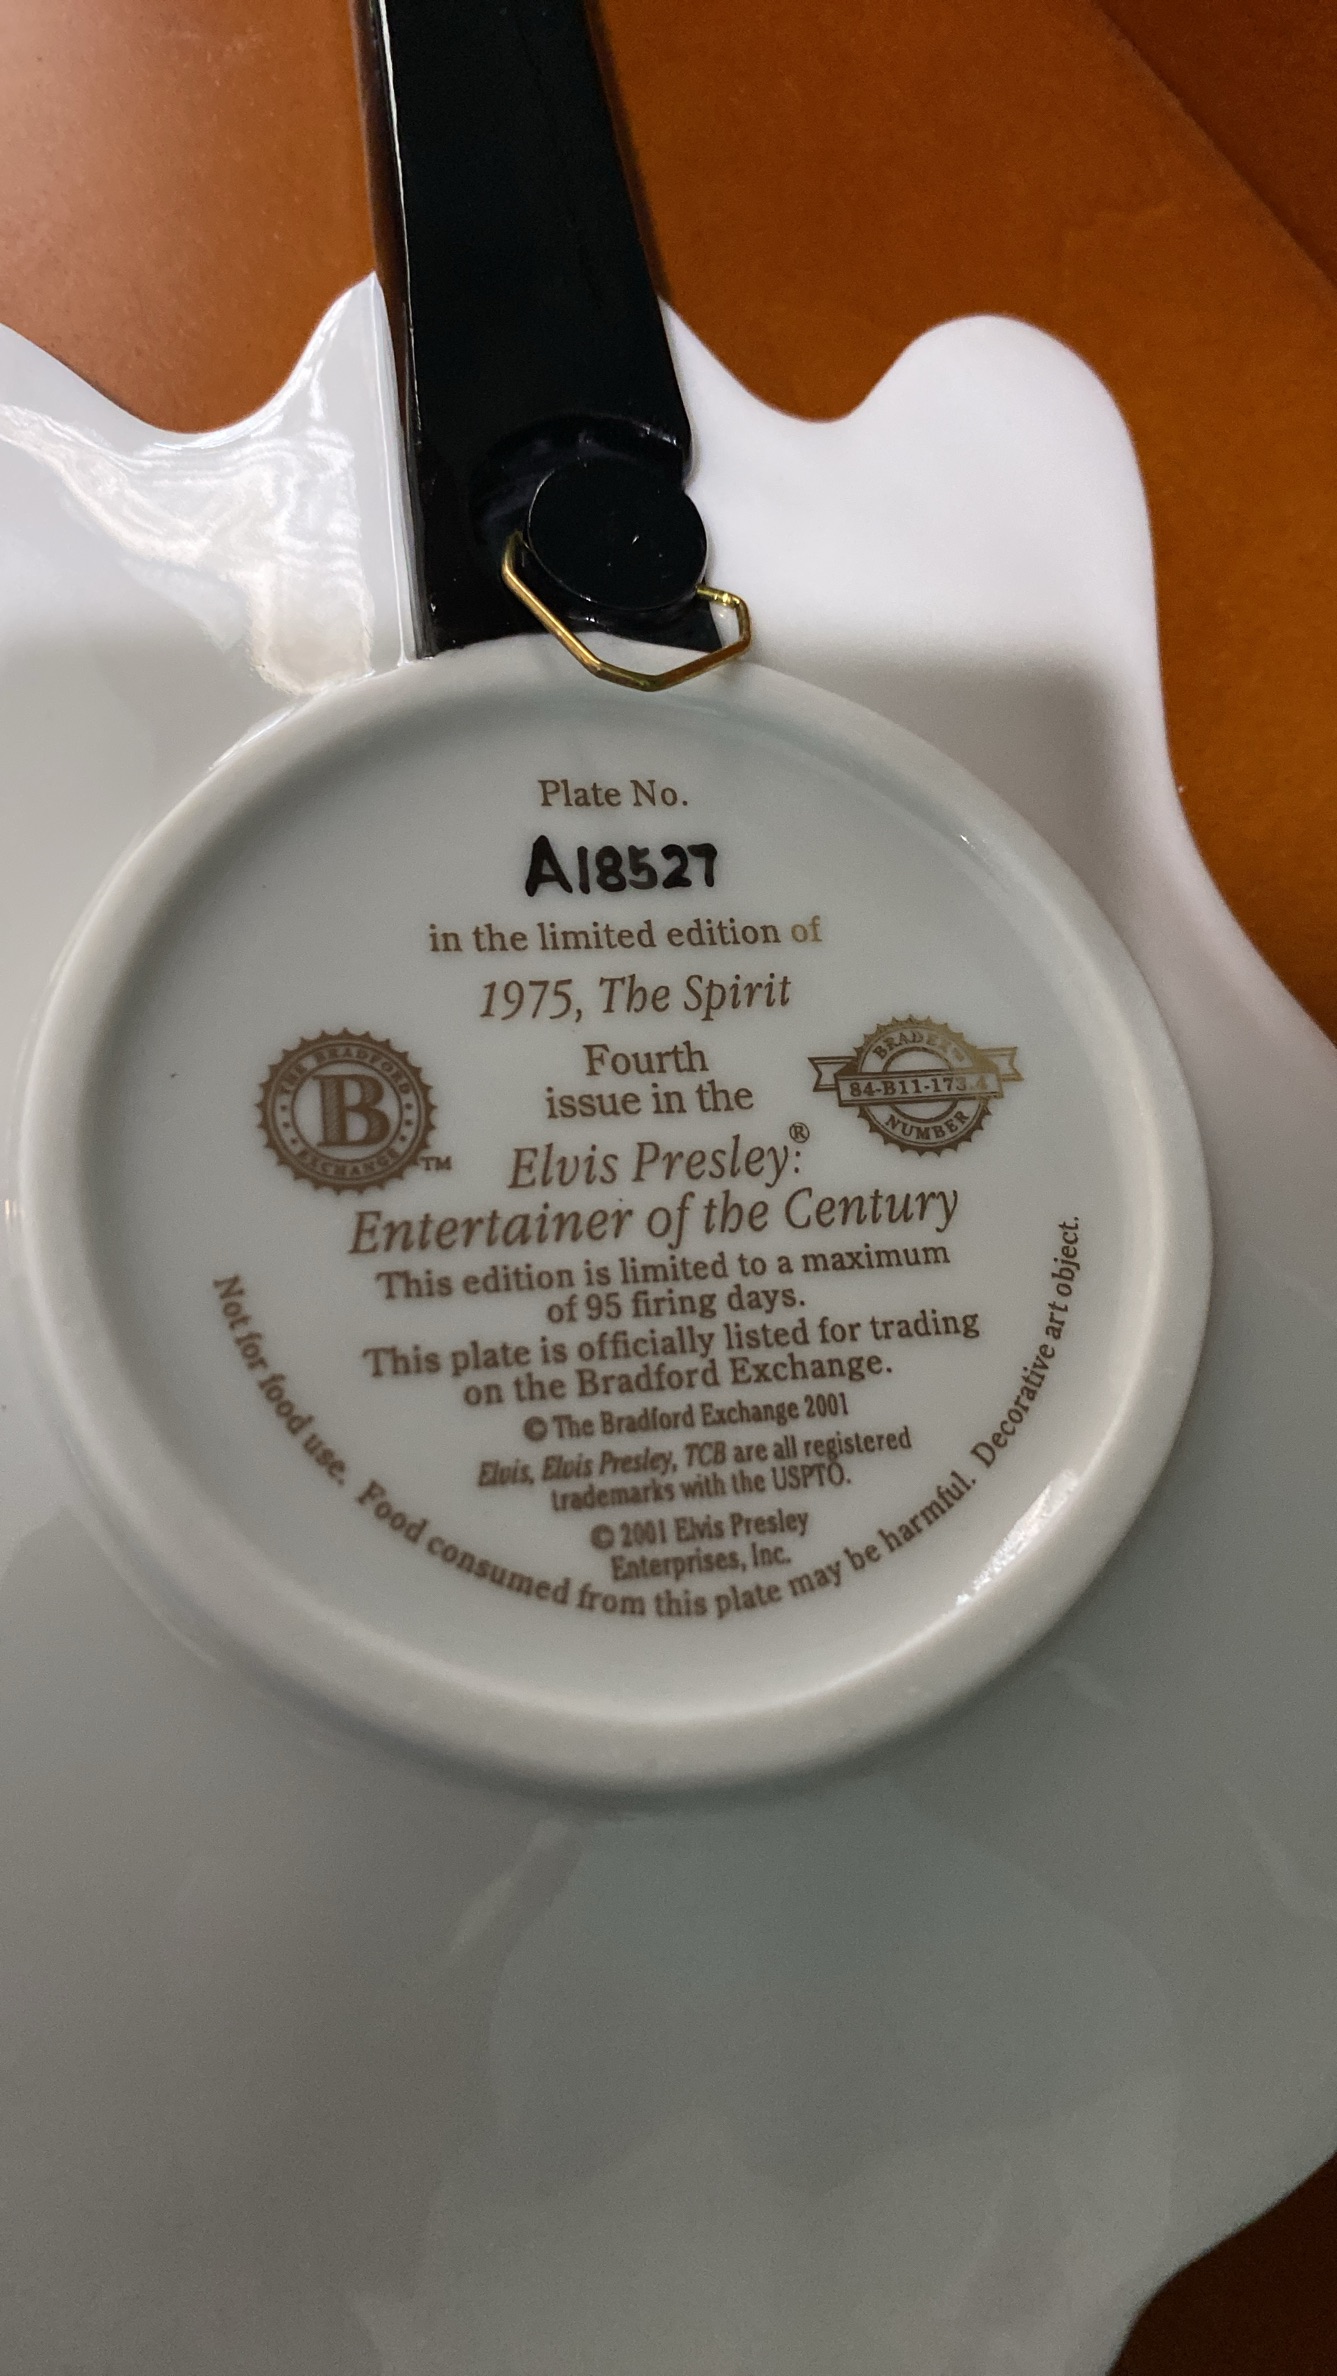 Plate No.
A18527
in the limited edition of
1975, The Spirit
Fourth
issue in the
Elvis Presley:®
Entertainer of the Century
This edition is limited to a maximum
of 95 firing days.
This plate is officially listed for trading
on the Bradford Exchange.
© The Bradford Exchange 2001
Elvis, Elvis Presley, TCB are all registered
trademarks with the USPTO.
© 2001 Elvis Presley
Enterprises, Inc.
Not for food use. Food consumed from this plate may be harmful. Decorative art object.
THE BRADFORD
B
EXCHANGE
TM
BRADEX™
84-B11-173.4
NUMBER